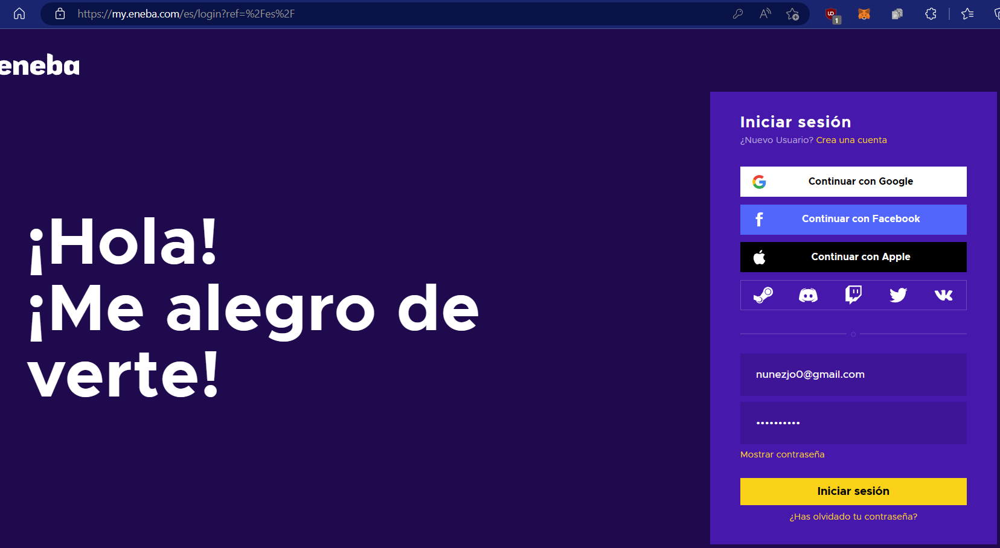 https://my.eneba.com/es/login?ref=%2Fes%2F
1
eneba
¡Hola!
¡Me alegro de
verte!
Iniciar sesión
¿Nuevo Usuario? Crea una cuenta
Continuar con Google
Continuar con Facebook
Continuar con Apple
nunezjo0@gmail.com
••••••••••
Mostrar contraseña
Iniciar sesión
¿Has olvidado tu contraseña?